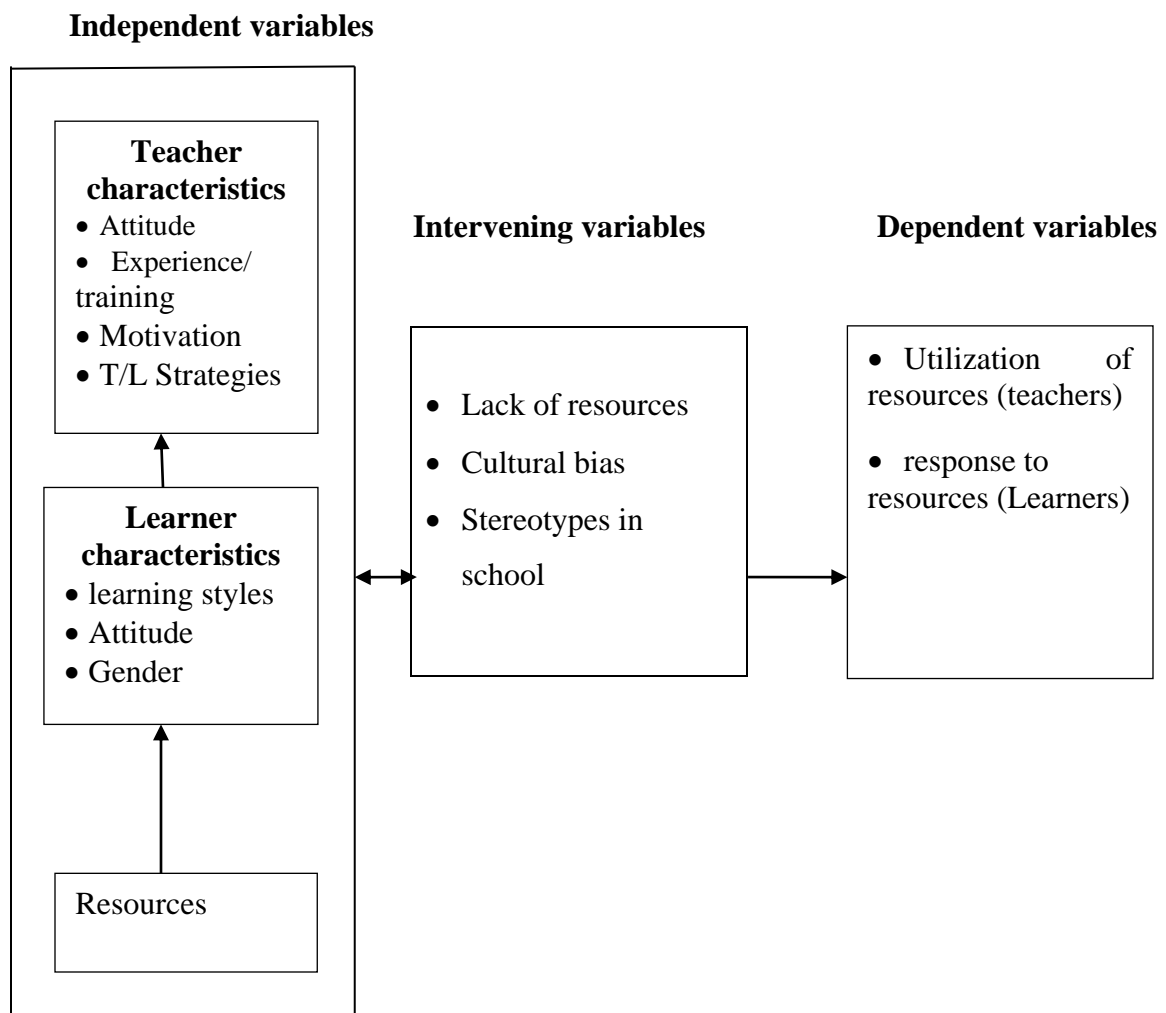 Independent variables
Teacher
characteristics
• Attitude
• Experience/
training
• Motivation
• T/L Strategies
Learner
characteristics
• learning styles
• Attitude
• Gender
Resources
Intervening variables
• Lack of resources
• Cultural bias
• Stereotypes in
school
Dependent variables
• Utilization of
resources (teachers)
• response to
resources (Learners)